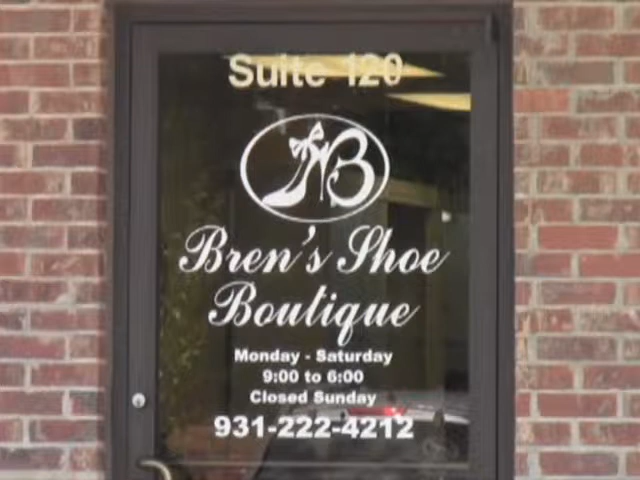 Suite 120
B
Bren's Shoe
Boutique
Monday - Saturday
9:00 to 6:00
Closed Sunday
931-222-4212